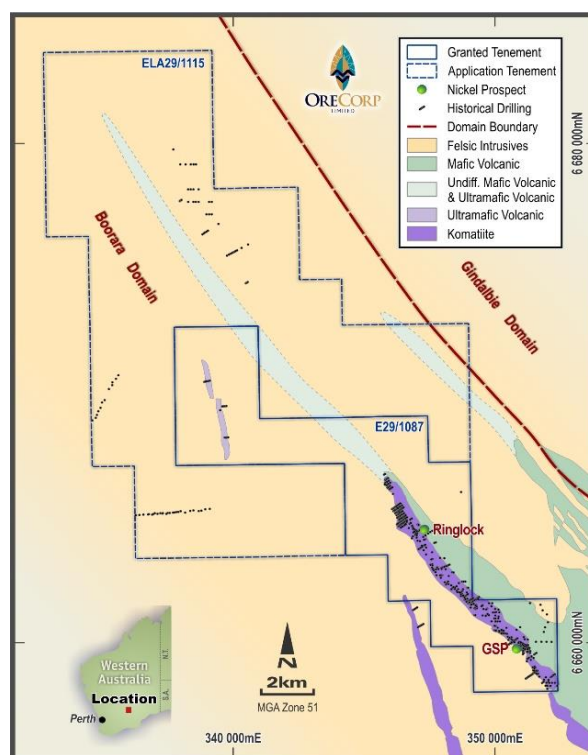 ELA29/1115
ORECORP
LIMITED
Granted Tenement
Application Tenement
Nickel Prospect
Historical Drilling
Domain Boundary
Felsic Intrusives
Mafic Volcanic
Undiff. Mafic Volcanic
& Ultramafic Volcanic
Ultramafic Volcanic
Komatiite
6 680 000mN
Boorara Domain
Gindalbie Domain
E29/1087
Ringlock
GSP
6 660 000mN
Western
Australia
Location
N.T.
S.A.
Perth
N
2km
MGA Zone 51
340 000mE
350 000mE